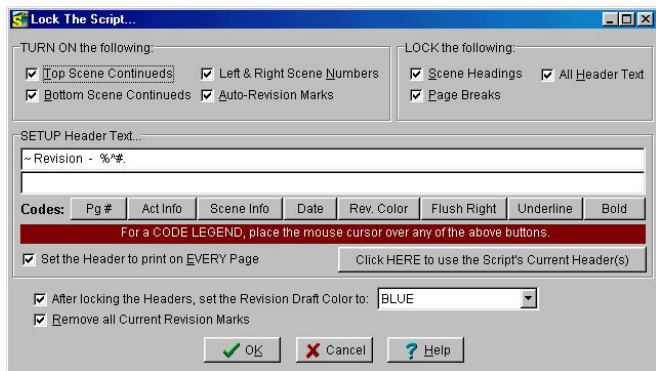 Lock The Script...
TURN ON the following:
LOCK the following:
Top Scene Continueds
Left & Right Scene Numbers
Scene Headings
All Header Text
Bottom Scene Continueds
Auto-Revision Marks
Page Breaks
SETUP Header Text...
~ Revision - %^#.
Codes: Pg # Act Info Scene Info Date Rev. Color Flush Right Underline Bold
For a CODE LEGEND, place the mouse cursor over any of the above buttons.
Set the Header to print on EVERY Page
Click HERE to use the Script's Current Header(s)
After locking the Headers, set the Revision Draft Color to: BLUE
Remove all Current Revision Marks
OK Cancel Help